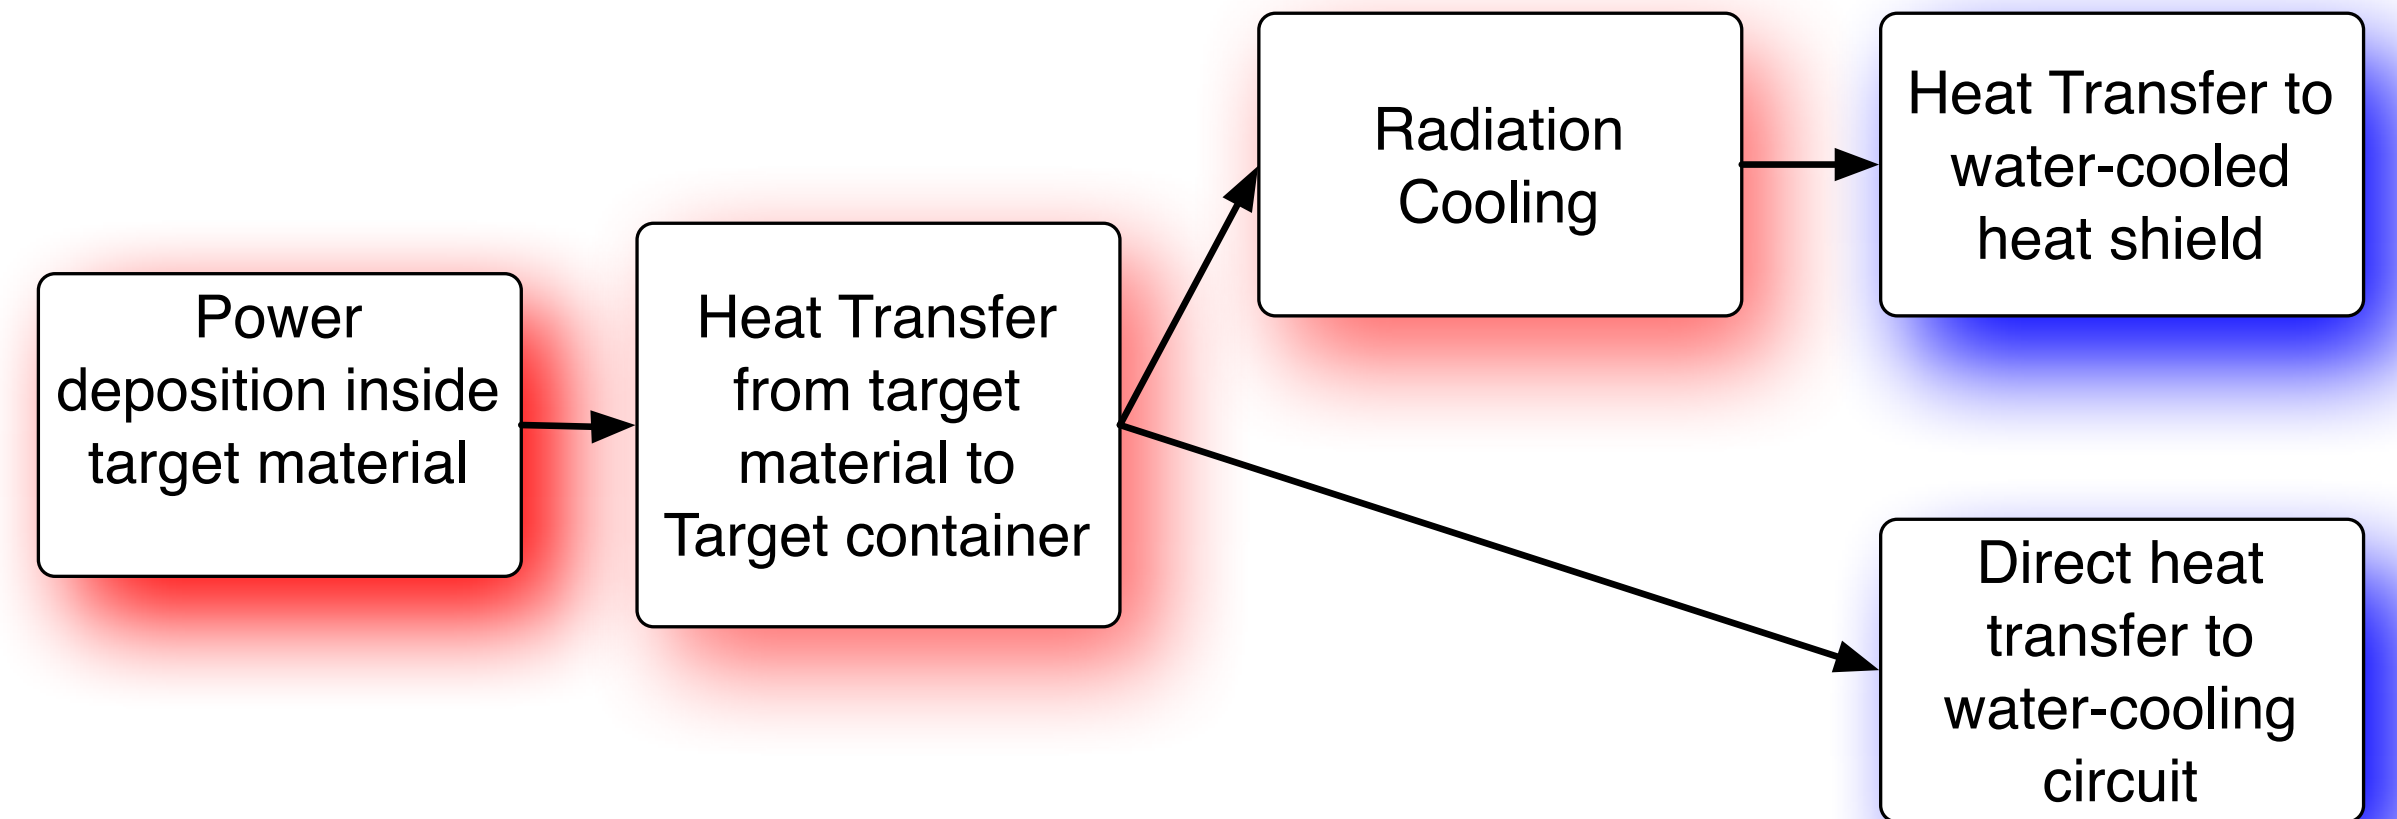 Power
deposition inside
target material
Heat Transfer
from target
material to
Target container
Radiation
Cooling
Heat Transfer to
water-cooled
heat shield
Direct heat
transfer to
water-cooling
circuit